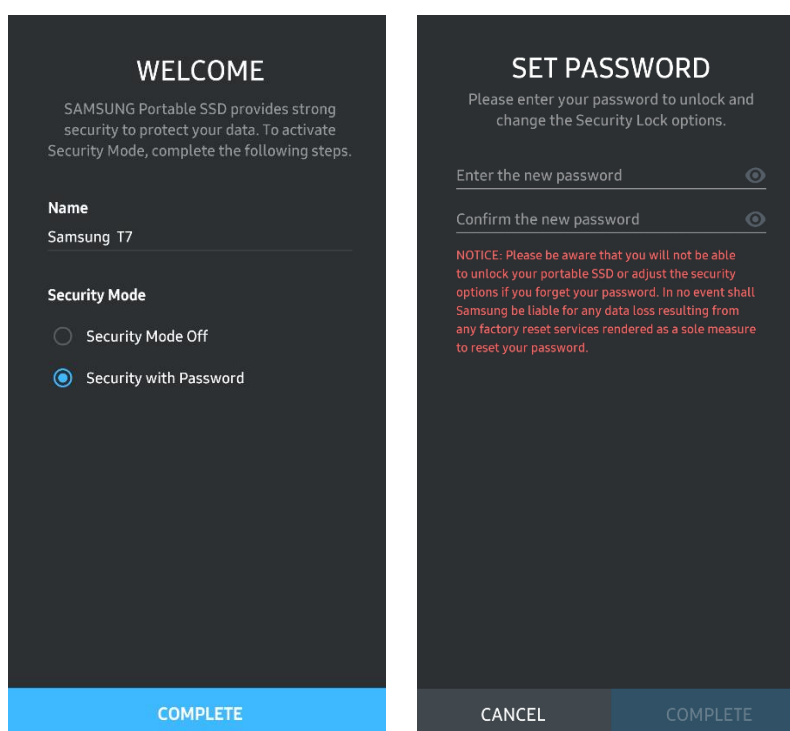 WELCOME
SAMSUNG Portable SSD provides strong
security to protect your data. To activate
Security Mode, complete the following steps.
Name
Samsung T7
Security Mode
Security Mode Off
Security with Password
COMPLETE
SET PASSWORD
Please enter your password to unlock and
change the Security Lock options.
Enter the new password
Confirm the new password
NOTICE: Please be aware that you will not be able
to unlock your portable SSD or adjust the security
options if you forget your password. In no event shall
Samsung be liable for any data loss resulting from
any factory reset services rendered as a sole measure
to reset your password.
CANCEL
COMPLETE